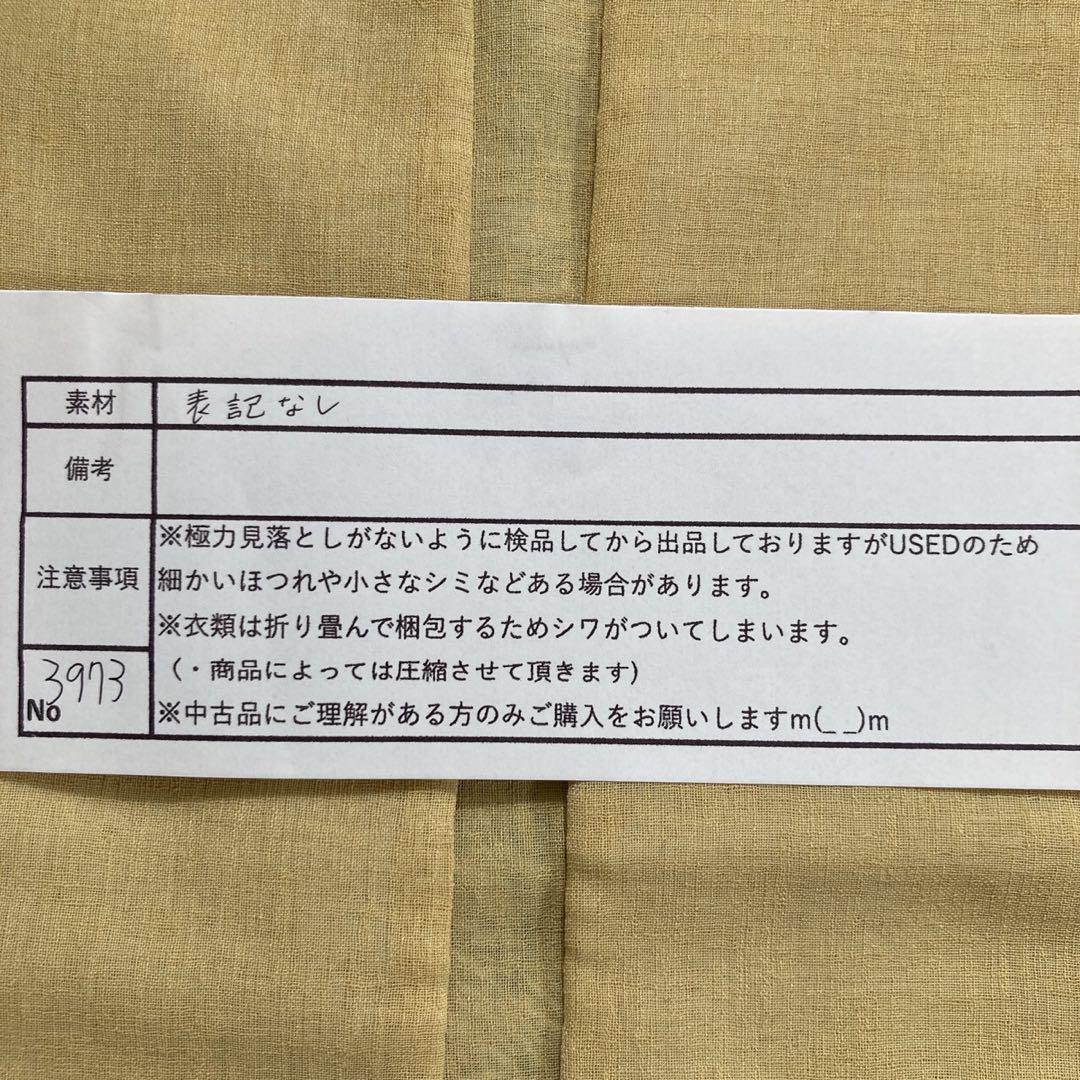 素材 表記なし
備考
注意事項
※極力見落としがないように検品してから出品しておりますがUSEDのため
細かいほつれや小さなシミなどある場合があります。
※衣類は折り畳んで梱包するためシワがついてしまいます。
(・商品によっては圧縮させて頂きます)
※中古品にご理解がある方のみご購入をお願いしますm(_ _)m
No 3973